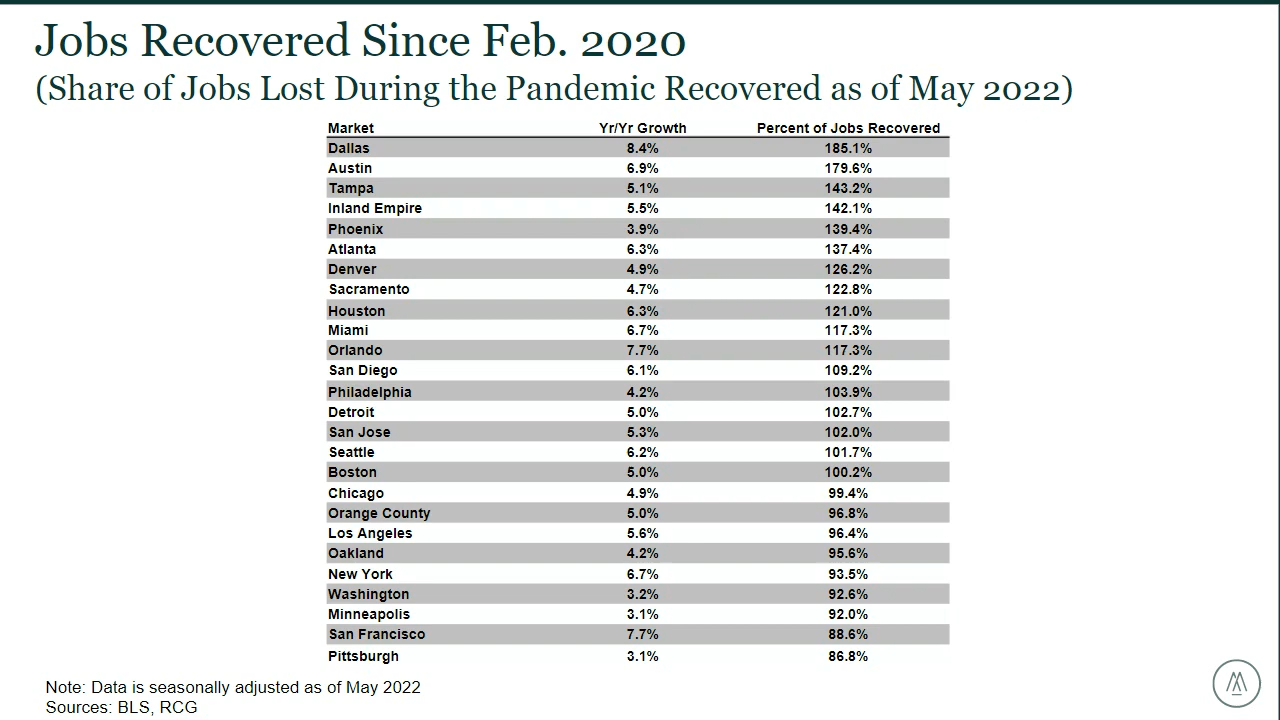 Jobs Recovered Since Feb. 2020
(Share of Jobs Lost During the Pandemic Recovered as of May 2022)
Market Yr/Yr Growth Percent of Jobs Recovered
Dallas 8.4% 185.1%
Austin 6.9% 179.6%
Tampa 5.1% 143.2%
Inland Empire 5.5% 142.1%
Phoenix 3.9% 139.4%
Atlanta 6.3% 137.4%
Denver 4.9% 126.2%
Sacramento 4.7% 122.8%
Houston 6.3% 121.0%
Miami 6.7% 117.3%
Orlando 7.7% 117.3%
San Diego 6.1% 109.2%
Philadelphia 4.2% 103.9%
Detroit 5.0% 102.7%
San Jose 5.3% 102.0%
Seattle 6.2% 101.7%
Boston 5.0% 100.2%
Chicago 4.9% 99.4%
Orange County 5.0% 96.8%
Los Angeles 5.6% 96.4%
Oakland 4.2% 95.6%
New York 6.7% 93.5%
Washington 3.2% 92.6%
Minneapolis 3.1% 92.0%
San Francisco 7.7% 88.6%
Pittsburgh 3.1% 86.8%
Note: Data is seasonally adjusted as of May 2022
Sources: BLS, RCG